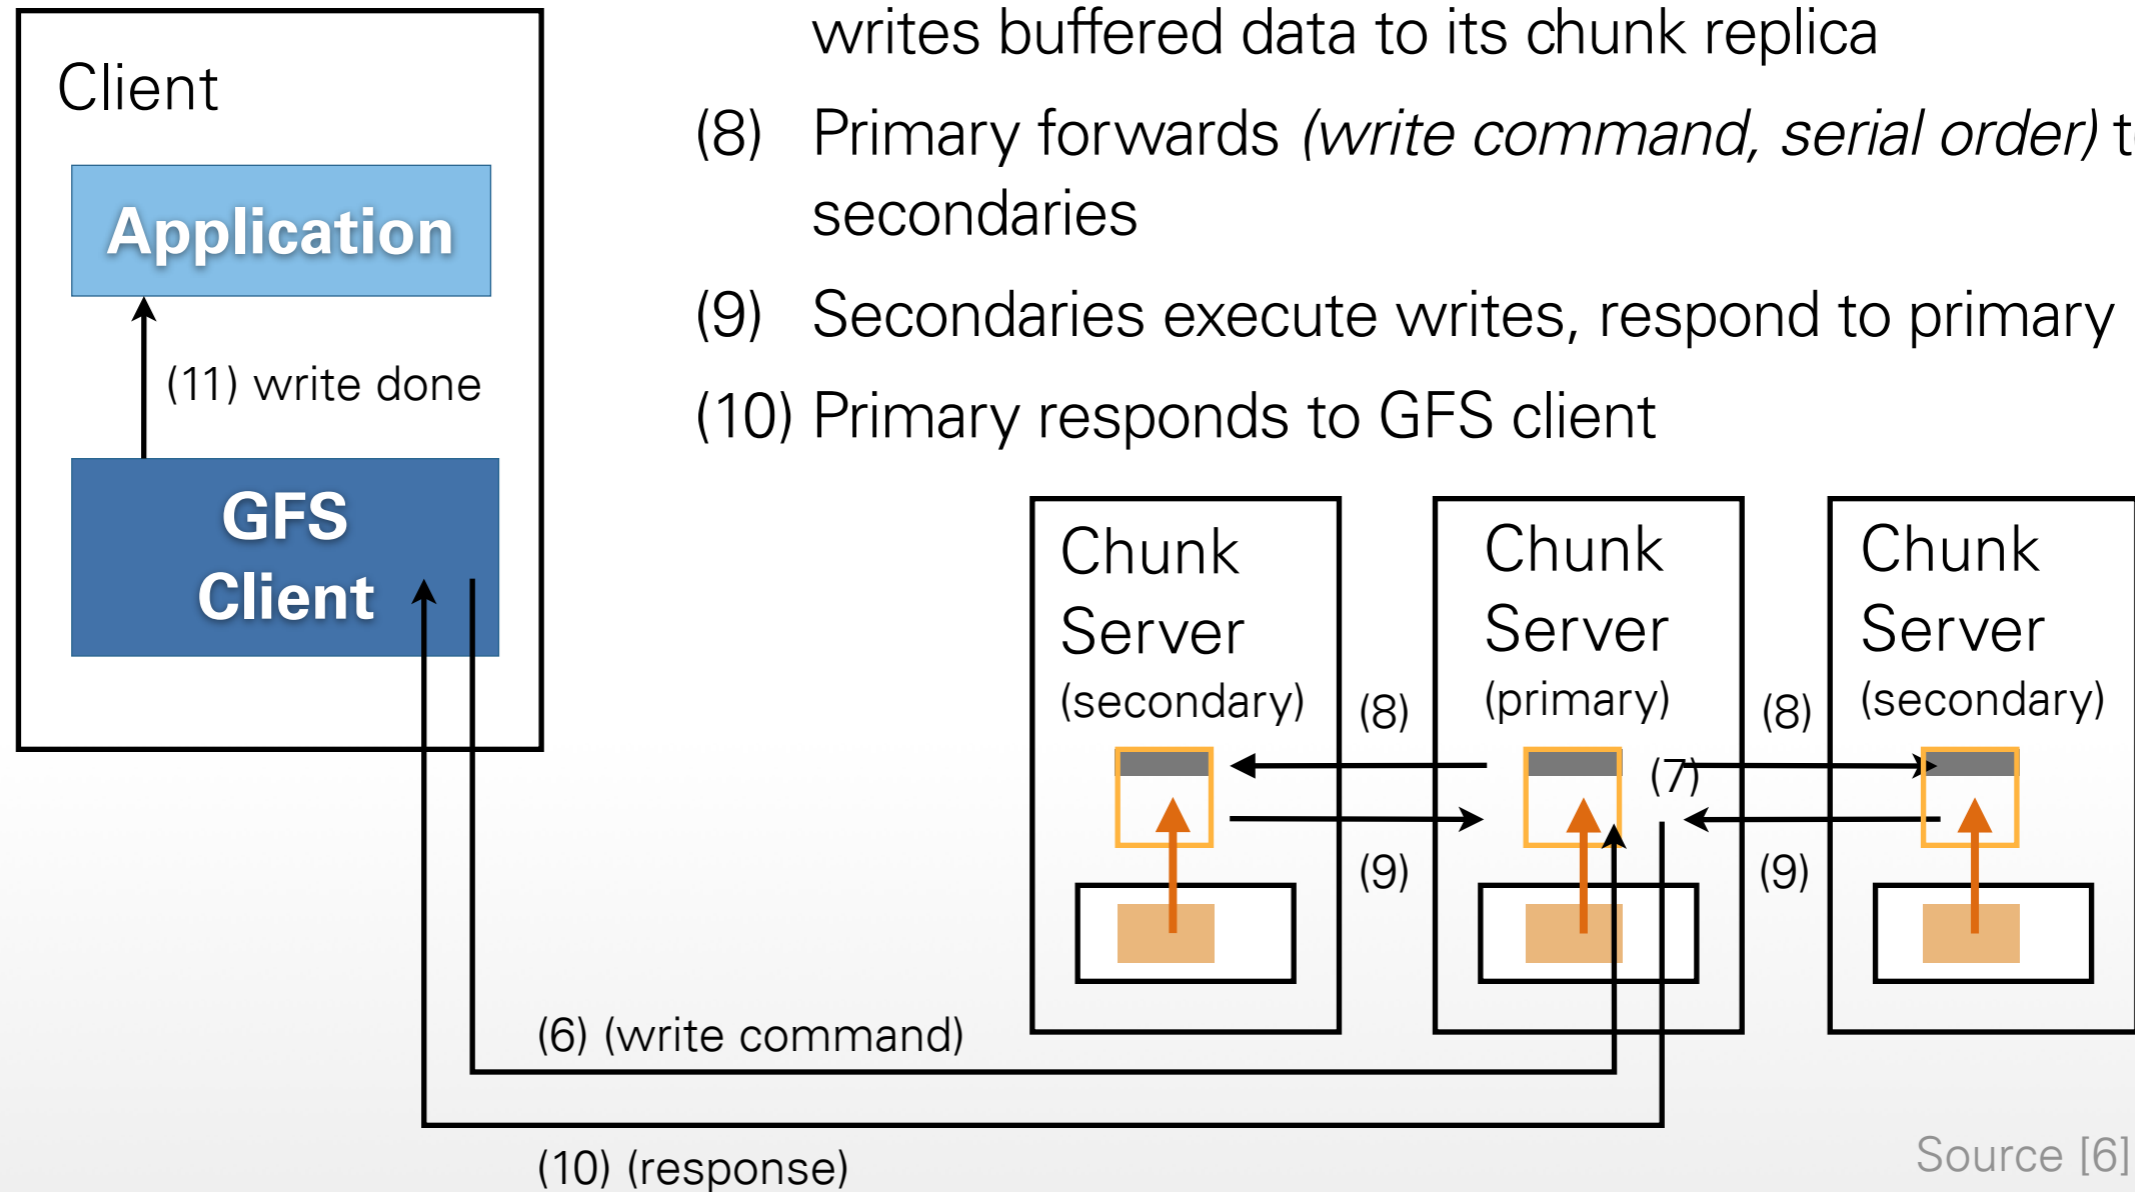 writes buffered data to its chunk replica
(8) Primary forwards (write command, serial order)
secondaries
(9) Secondaries execute writes, respond to primary
(10) Primary responds to GFS client
Client
Application
(11) write done
GFS
Client
Chunk
Server
(secondary)
(8)
(9)
Chunk
Server
(primary)
(7)
(8)
(9)
Chunk
Server
(secondary)
(6) (write command)
(10) (response)
Source [6]